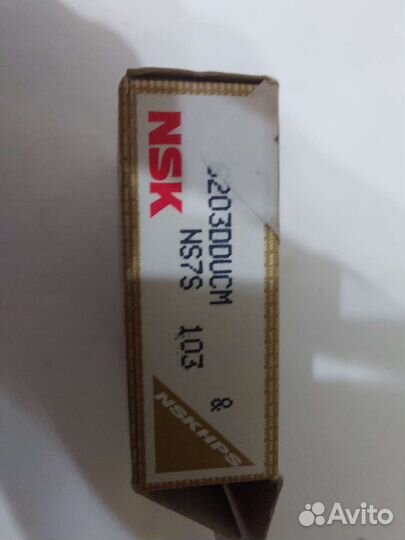 NSK
6203DDUCM
NS7S 103 &
NSKHPS
Avito